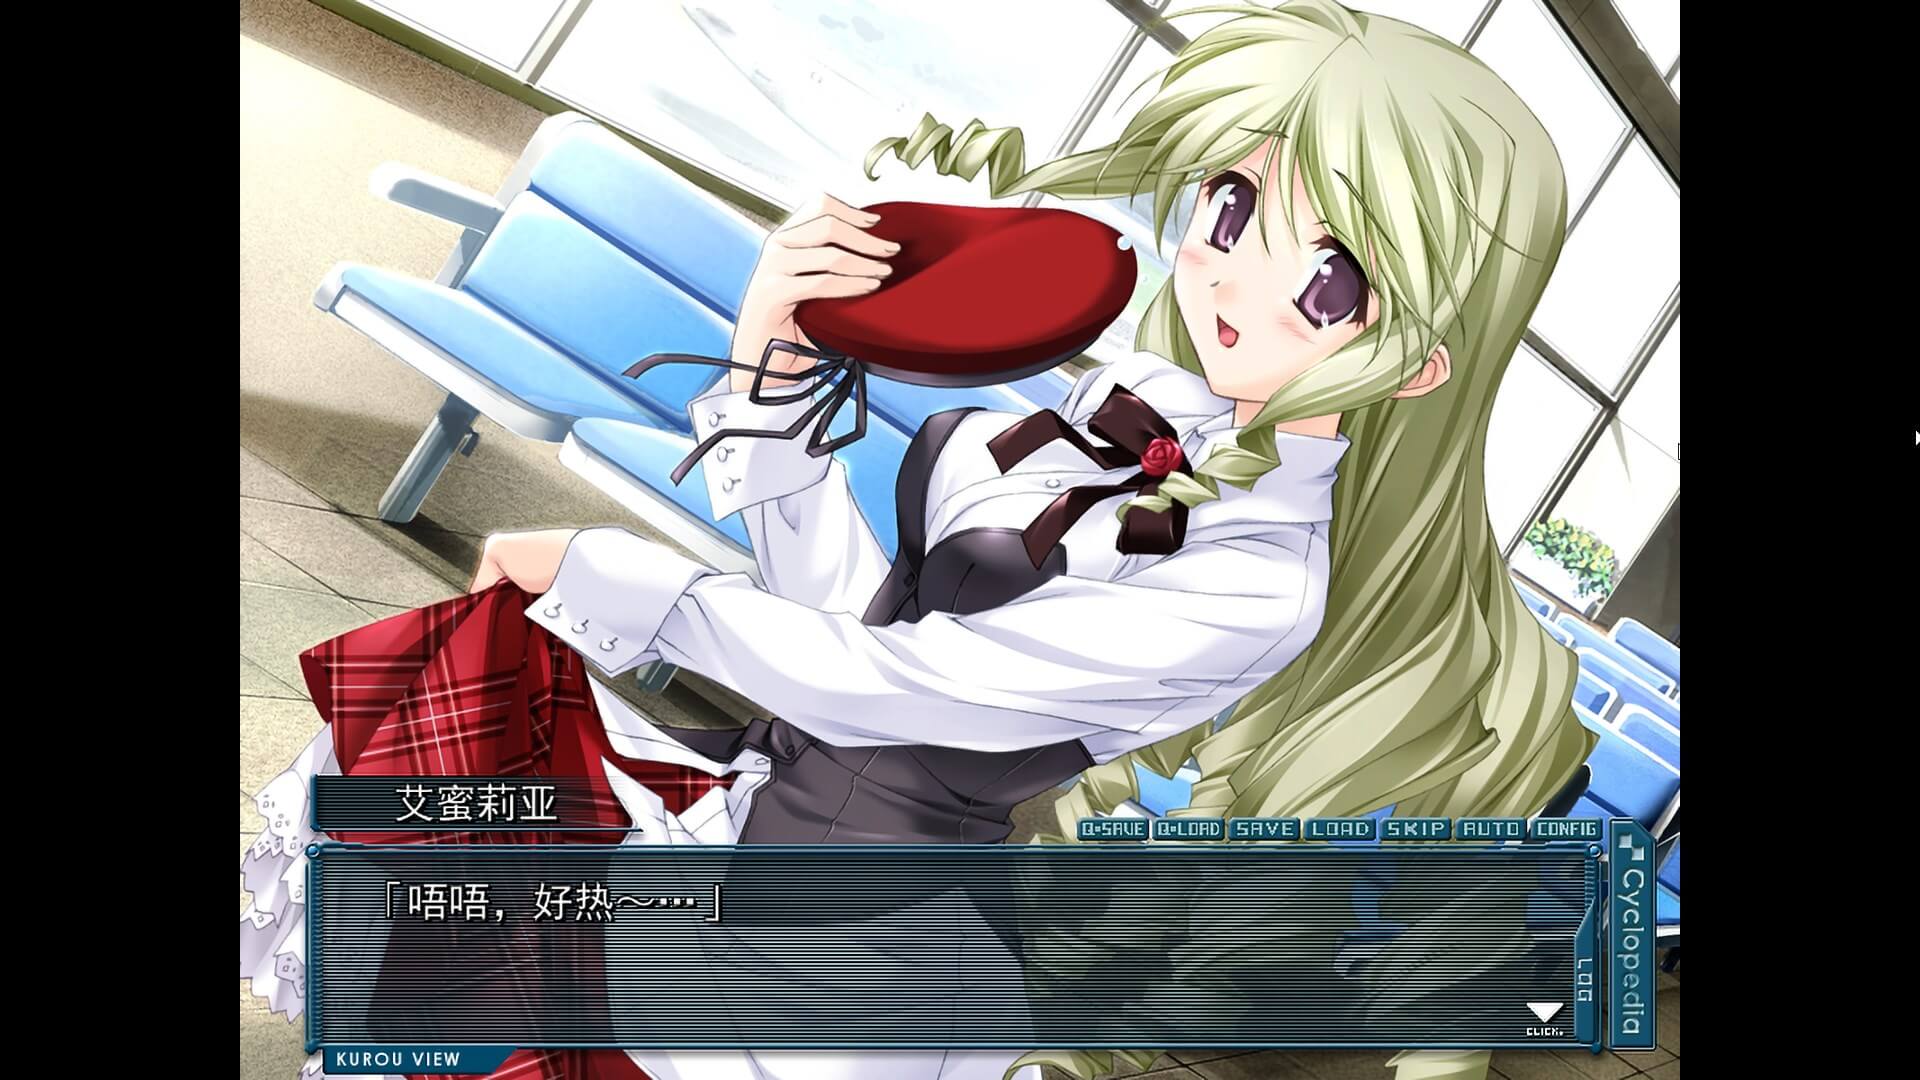 艾蜜莉亚
Q-SAVE Q-LOAD SAVE LOAD SKIP AUTO CONFIG
「唔唔，好热～…」
Cyclopedia
LOG
CLICK.
KUROU VIEW